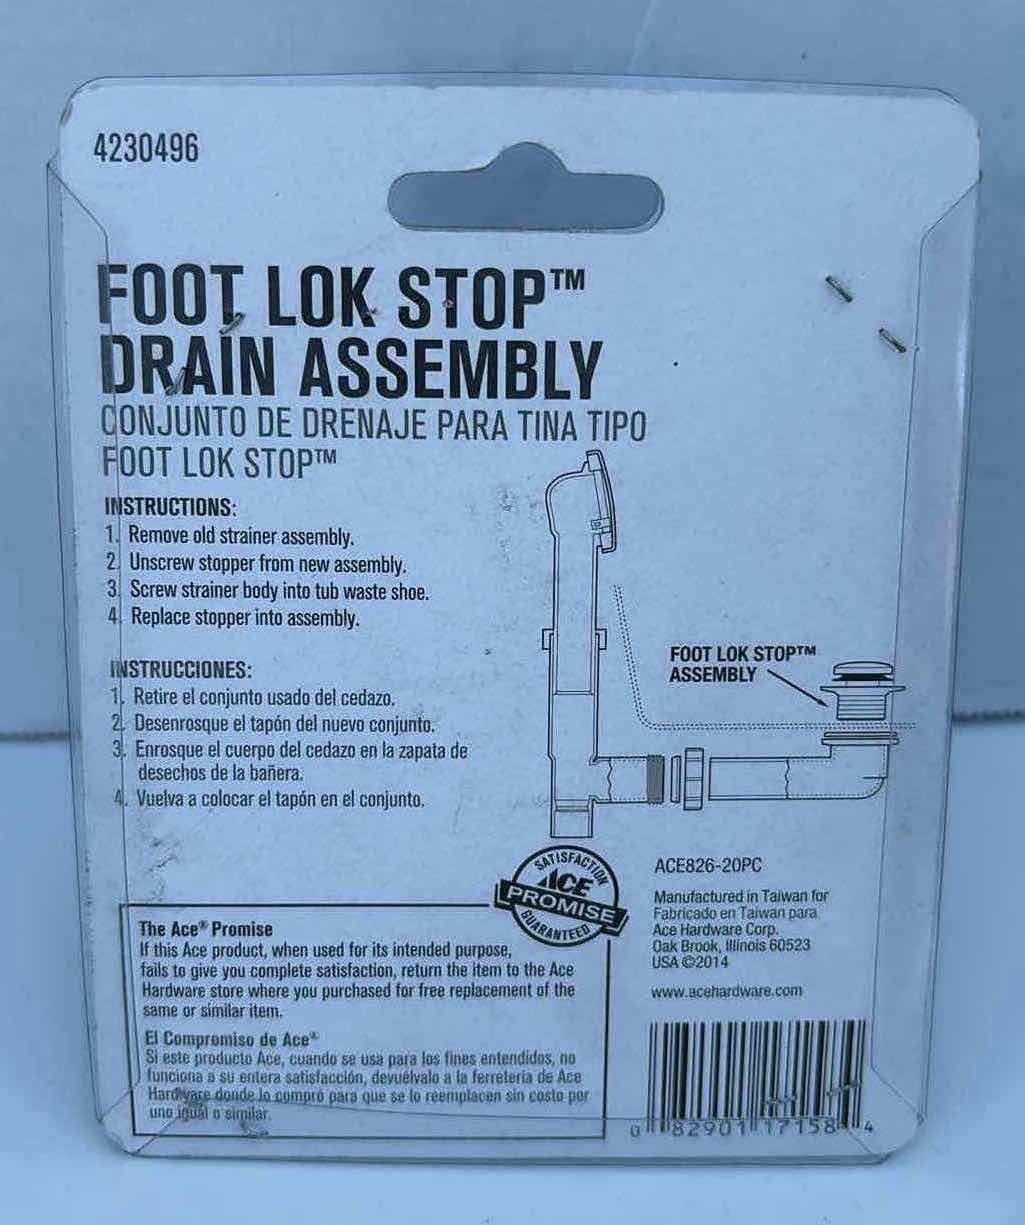 4230496
FOOT LOK STOP™
DRAIN ASSEMBLY
CONJUNTO DE DRENAJE PARA TINA TIPO
FOOT LOK STOP™
INSTRUCTIONS:
1. Remove old strainer assembly.
2. Unscrew stopper from new assembly.
3. Screw strainer body into tub waste shoe.
4. Replace stopper into assembly.
INSTRUCCIONES:
1. Retire el conjunto usado del cedazo.
2. Desenrosque el tapón del nuevo conjunto.
3. Enrosque el cuerpo del cedazo en la zapata de
desechos de la bañera.
4. Vuelva a colocar el tapón en el conjunto.
FOOT LOK STOP™
ASSEMBLY
SATISFACTION
ACE
PROMISE
GUARANTEED
The Ace® Promise
If this Ace product, when used for its intended purpose,
fails to give you complete satisfaction, return the item to the Ace
Hardware store where you purchased for free replacement of the
same or similar item.
El Compromiso de Ace®
Si este producto Ace, cuando se usa para los fines entendidos, no
funciona a su entera satisfacción, devuélvalo a la ferretería de Ace
Hardware donde lo compró para que se lo reemplacen sin costo por
uno igual o similar.
ACE826-20PC
Manufactured in Taiwan for
Fabricado en Taiwan para
Ace Hardware Corp.
Oak Brook, Illinois 60523
USA ©2014
www.acehardware.com
0 82901 17158 4